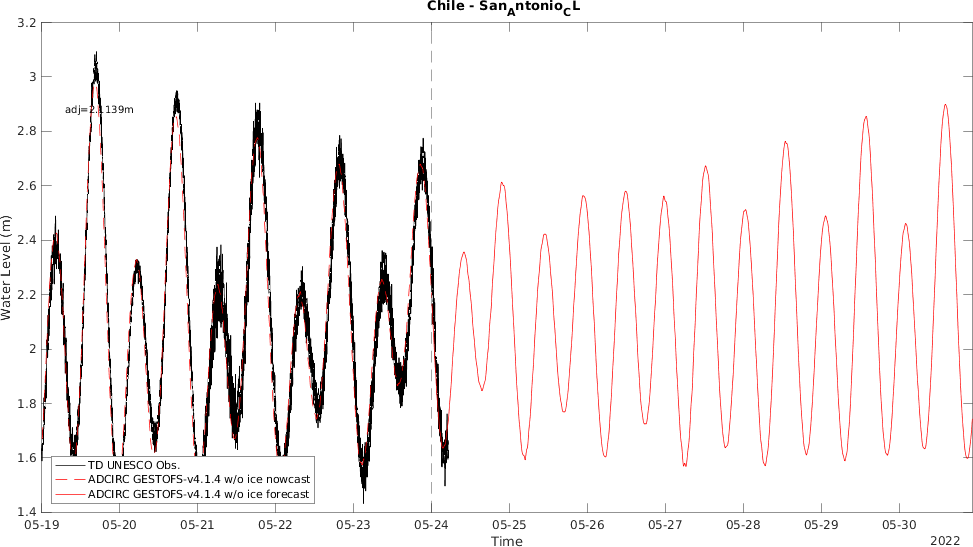 Chile - SanAntonioCL
3.2
3
2.8
2.6
2.4
2.2
2
1.8
1.6
1.4
Water Level (m)
adj=2.1139m
TD UNESCO Obs.
ADCIRC GESTOFS-v4.1.4 w/o ice nowcast
ADCIRC GESTOFS-v4.1.4 w/o ice forecast
05-19 05-20 05-21 05-22 05-23 05-24 05-25 05-26 05-27 05-28 05-29 05-30
Time
2022